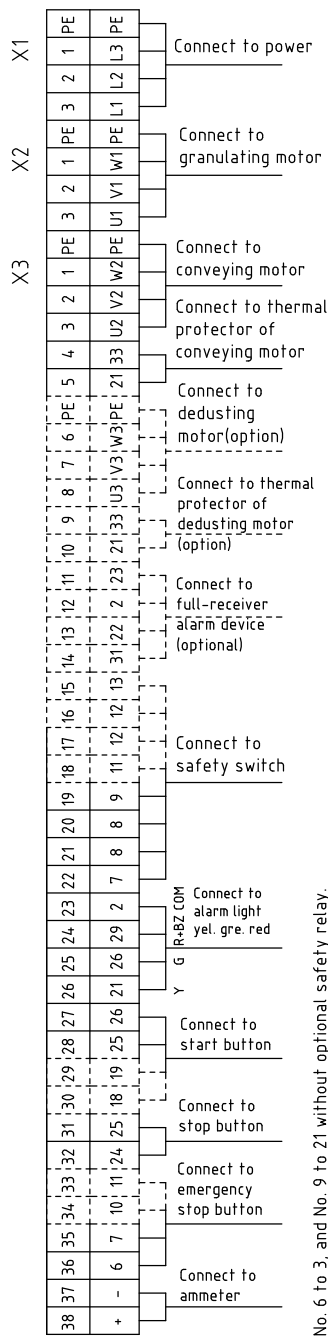 X1
PE PE
1 L3
2 L2
3 L1
Connect to power
X2
PE PE
1 W1
2 V1
3 U1
Connect to
granulating motor
X3
PE PE
1 W2
2 V2
3 U2
4 33
5 21
Connect to
conveying motor
Connect to thermal
protector of
conveying motor
PE PE
6 W3
7 V3
8 U3
9 33
10 21
Connect to
dedusting
motor(option)
Connect to thermal
protector of
dedusting motor
(option)
11 23
12 2
13 22
14 31
Connect to
full-receiver
alarm device
(optional)
15 13
16 12
17 12
18 11
19 9
20 8
21 8
22 7
Connect to
safety switch
23 2 COM
24 29 R+BZ
25 26 G
26 21 Y
Connect to
alarm light
yel. gre. red
27 26
28 25
29 19
30 18
Connect to
start button
31 25
32 24
Connect to
stop button
33 11
34 10
35 7
36 6
Connect to
emergency
stop button
37 -
38 +
Connect to
ammeter
No. 6 to 3, and No. 9 to 21 without optional safety relay.